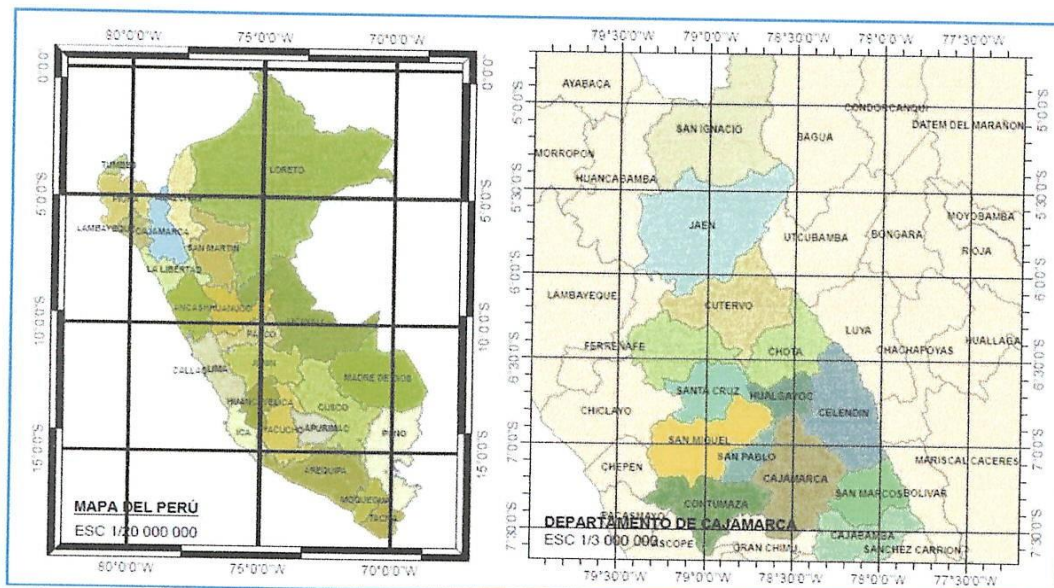 80°0'0"W 75°0'0"W 70°0'0"W
0°0'0" 0°0'0"
5°0'0"S 5°0'0"S
10°0'0"S 10°0'0"S
15°0'0"S 15°0'0"S
TUMBES
LORETO
PIURA
LAMBAYEQUE
CAJAMARCA
SAN MARTIN
LA LIBERTAD
ANCASH
HUANUCO
PASCO
JUNIN
CALLAO
LIMA
MADRE DE DIOS
HUANCAVELICA
CUSCO
ICA
APURIMAC
PUNO
AREQUIPA
MOQUEGUA
TACNA
MAPA DEL PERÚ
ESC 1/20 000 000
80°0'0"W 75°0'0"W 70°0'0"W
79°30'0"W 79°0'0"W 78°30'0"W 78°0'0"W 77°30'0"W
5°0'0"S 5°0'0"S
5°30'0"S 5°30'0"S
6°0'0"S 6°0'0"S
6°30'0"S 6°30'0"S
7°0'0"S 7°0'0"S
7°30'0"S 7°30'0"S
AYABACA
CONDORCANQUI
SAN IGNACIO
BAGUA
DATEM DEL MARAÑON
MORROPON
HUANCABAMBA
MOYOBAMBA
JAEN
UTCUBAMBA
BONGARA
RIOJA
LAMBAYEQUE
CUTERVO
LUYA
FERREÑAFE
CHOTA
CHACHAPOYAS
HUALLAGA
SANTA CRUZ
HUALGAYOC
CHICLAYO
CELENDIN
SAN MIGUEL
SAN PABLO
CHEPEN
CAJAMARCA
MARISCAL CACERES
SAN MARCOS
BOLIVAR
CONTUMAZA
PACASMAYO
DEPARTAMENTO DE CAJAMARCA
CAJABAMBA
ESC 1/3 000 000
GRAN CHIMU
SANCHEZ CARRION
79°30'0"W 79°0'0"W 78°30'0"W 78°0'0"W 77°30'0"W